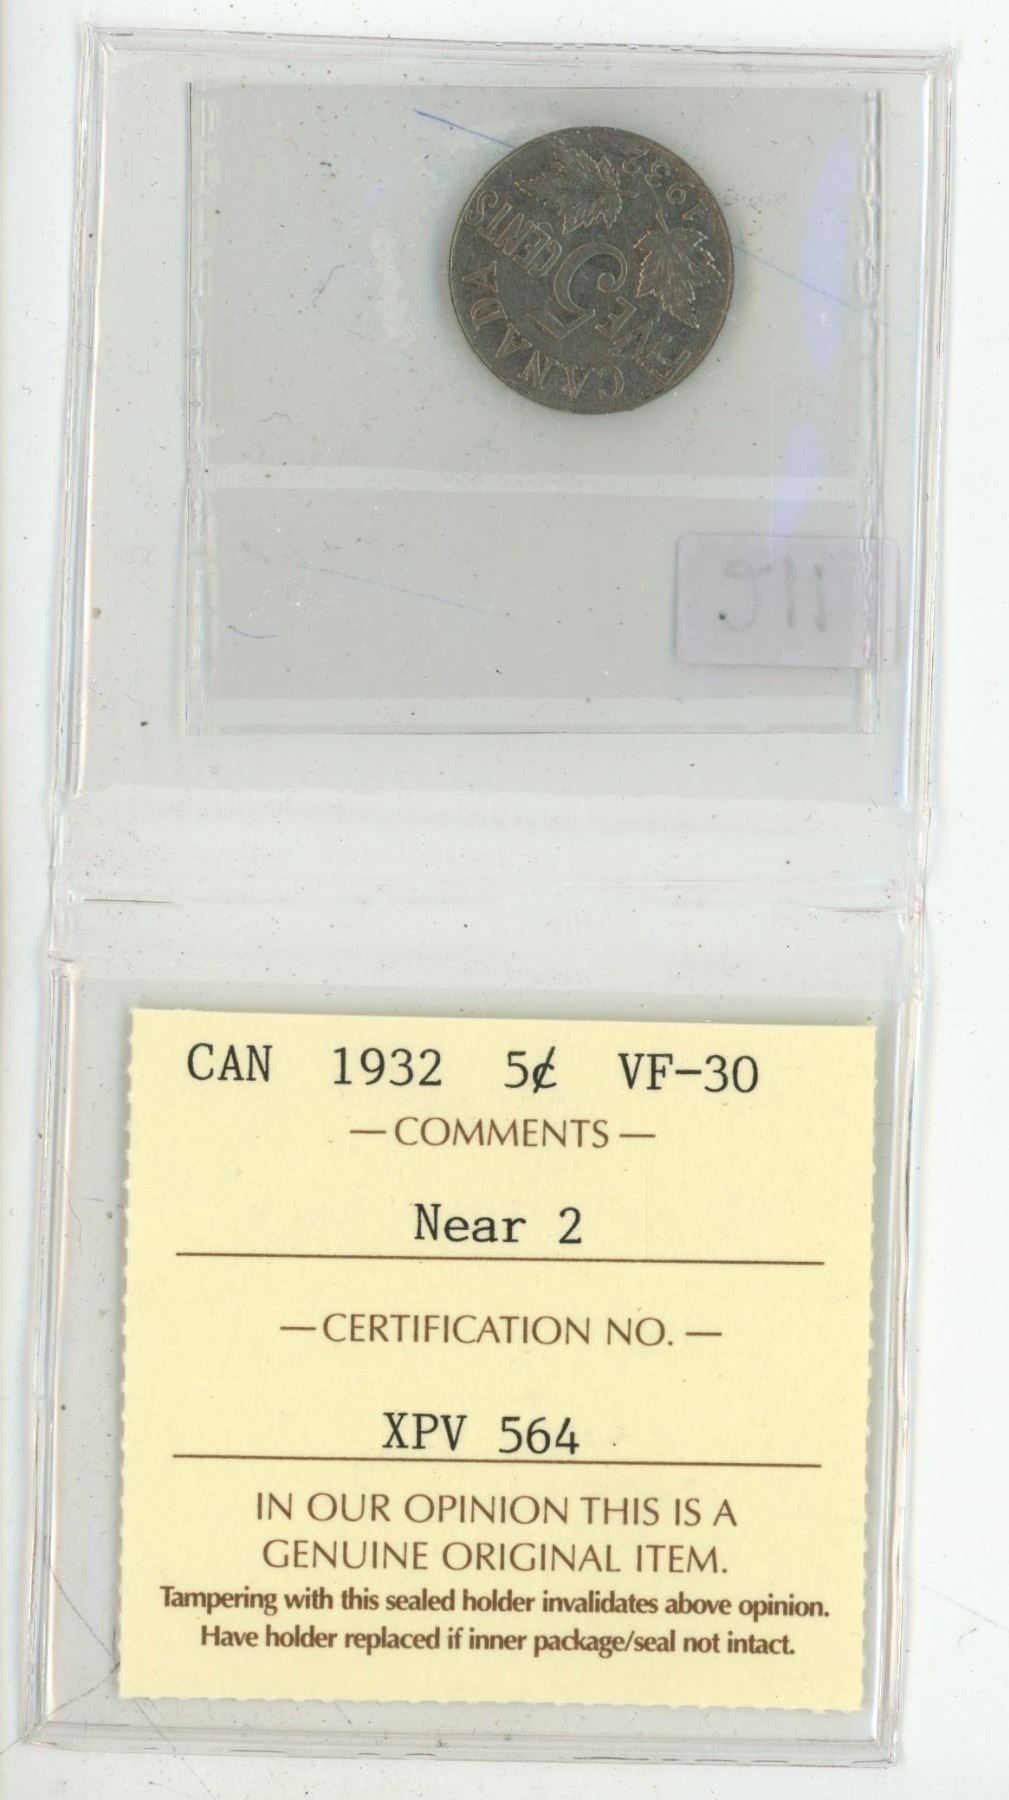 1932
5
CENTS
FIVE
CANADA
CAN 1932 5¢ VF-30
— COMMENTS —
Near 2
— CERTIFICATION NO. —
XPV 564
IN OUR OPINION THIS IS A
GENUINE ORIGINAL ITEM.
Tampering with this sealed holder invalidates above opinion.
Have holder replaced if inner package/seal not intact.